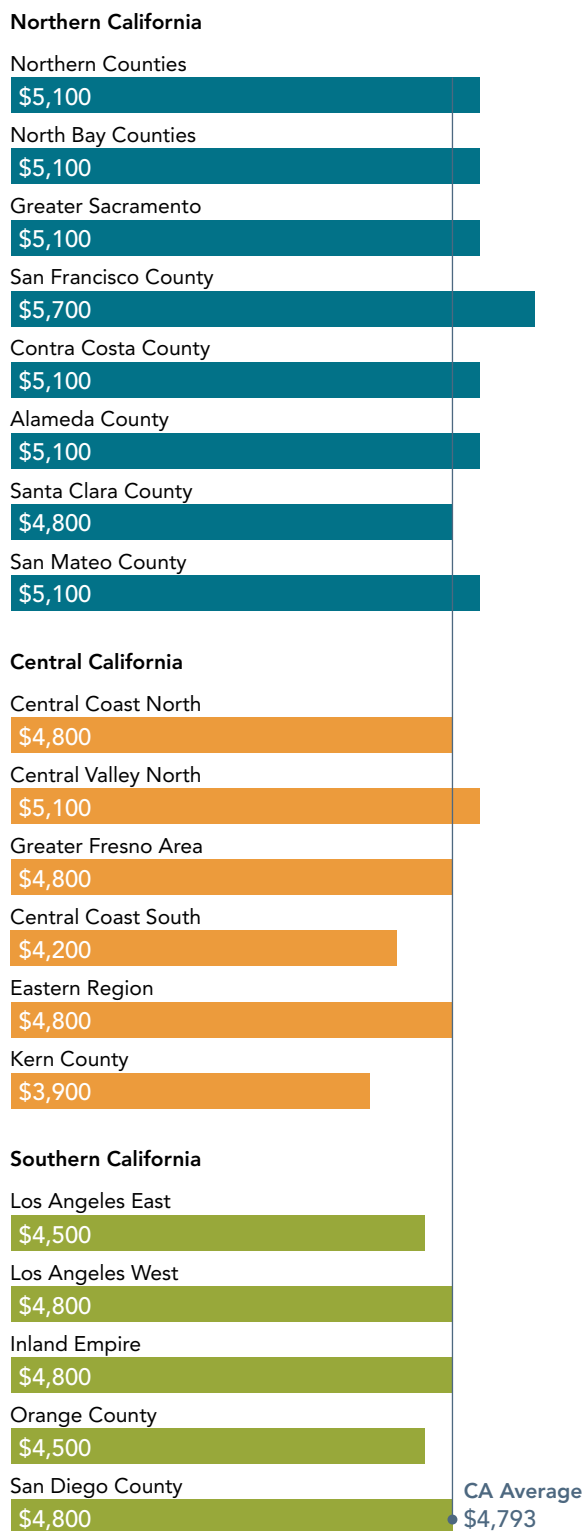 Northern California
Northern Counties
$5,100
North Bay Counties
$5,100
Greater Sacramento
$5,100
San Francisco County
$5,700
Contra Costa County
$5,100
Alameda County
$5,100
Santa Clara County
$4,800
San Mateo County
$5,100
Central California
Central Coast North
$4,800
Central Valley North
$5,100
Greater Fresno Area
$4,800
Central Coast South
$4,200
Eastern Region
$4,800
Kern County
$3,900
Southern California
Los Angeles East
$4,500
Los Angeles West
$4,800
Inland Empire
$4,800
Orange County
$4,500
San Diego County
$4,800
CA Average
$4,793